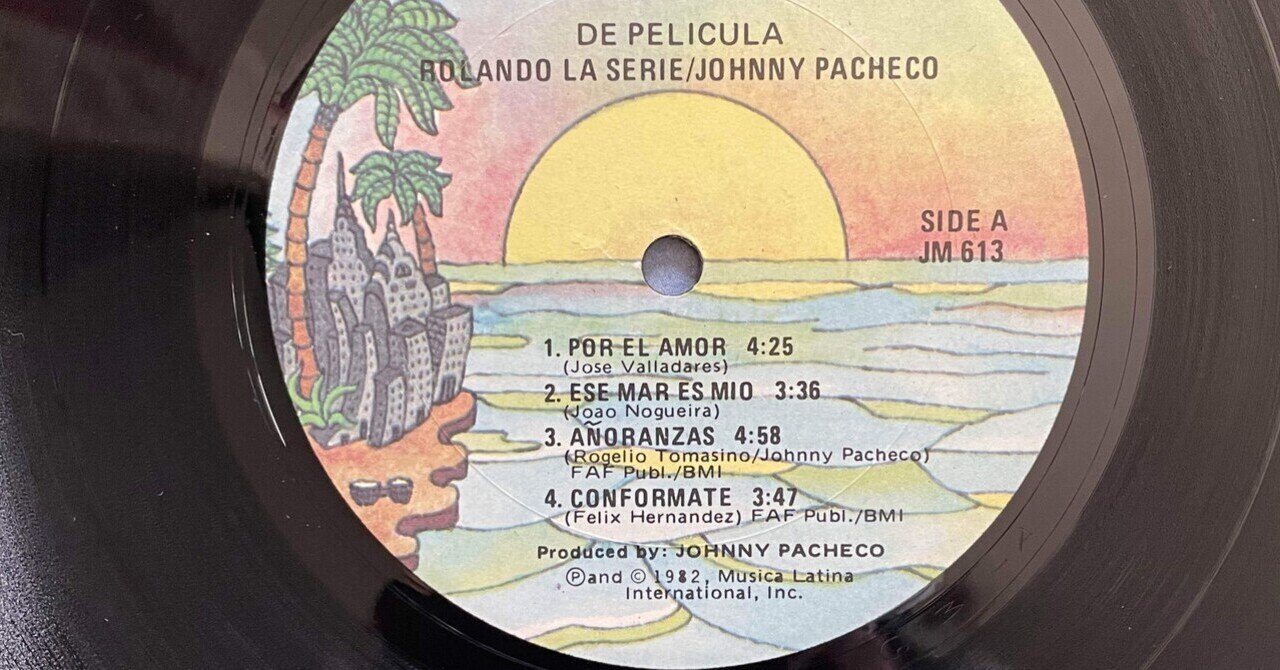 DE PELICULA
ROLANDO LA SERIE/JOHNNY PACHECO
SIDE A
JM 613
1. POR EL AMOR 4:25
(Jose Valladares)
2. ESE MAR ES MIO 3:36
(Joao Nogueira)
3. AÑORANZAS 4:58
(Rogelio Tomasino/Johnny Pacheco)
FAF Publ./BMI
4. CONFORMATE 3:47
(Felix Hernandez) FAF Publ./BMI
Produced by: JOHNNY PACHECO
Ⓟand © 1982, Musica Latina
International, Inc.